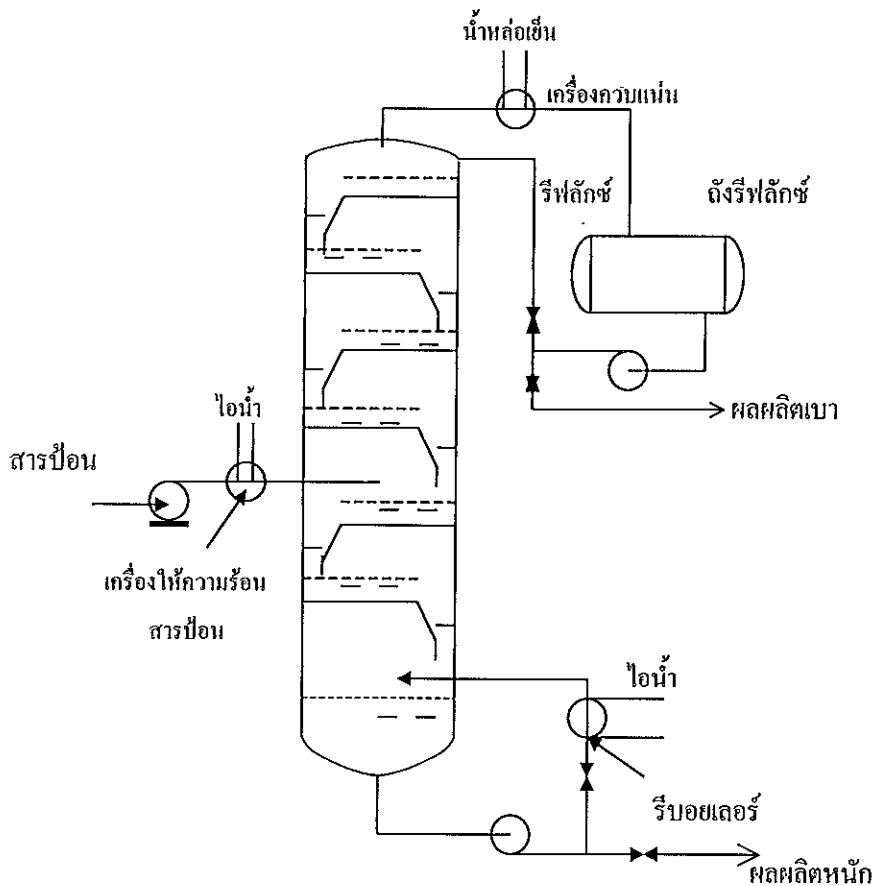 น้ำหล่อเย็น
เครื่องควบแน่น
รีฟลักซ์
ถังรีฟลักซ์
ผลผลิตเบา
ไอน้ำ
สารป้อน
เครื่องให้ความร้อน
สารป้อน
ไอน้ำ
รีบอยเลอร์
ผลผลิตหนัก